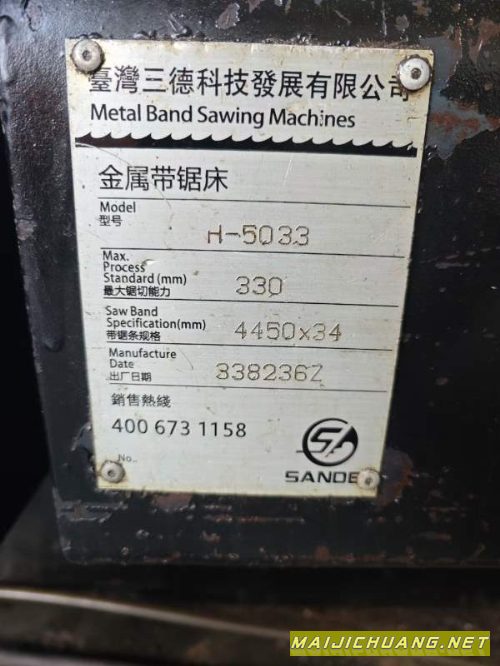 臺灣三德科技發展有限公司
Metal Band Sawing Machines
金属带锯床
Model
型号
H-5033
Max.
Process
Standard (mm)
最大锯切能力
330
Saw Band
Specification(mm)
带锯条规格
4450x34
Manufacture
Date
出厂日期
338236Z
銷售熱綫
400 673 1158
No.
SANDE
MAIJICHUANG.NET